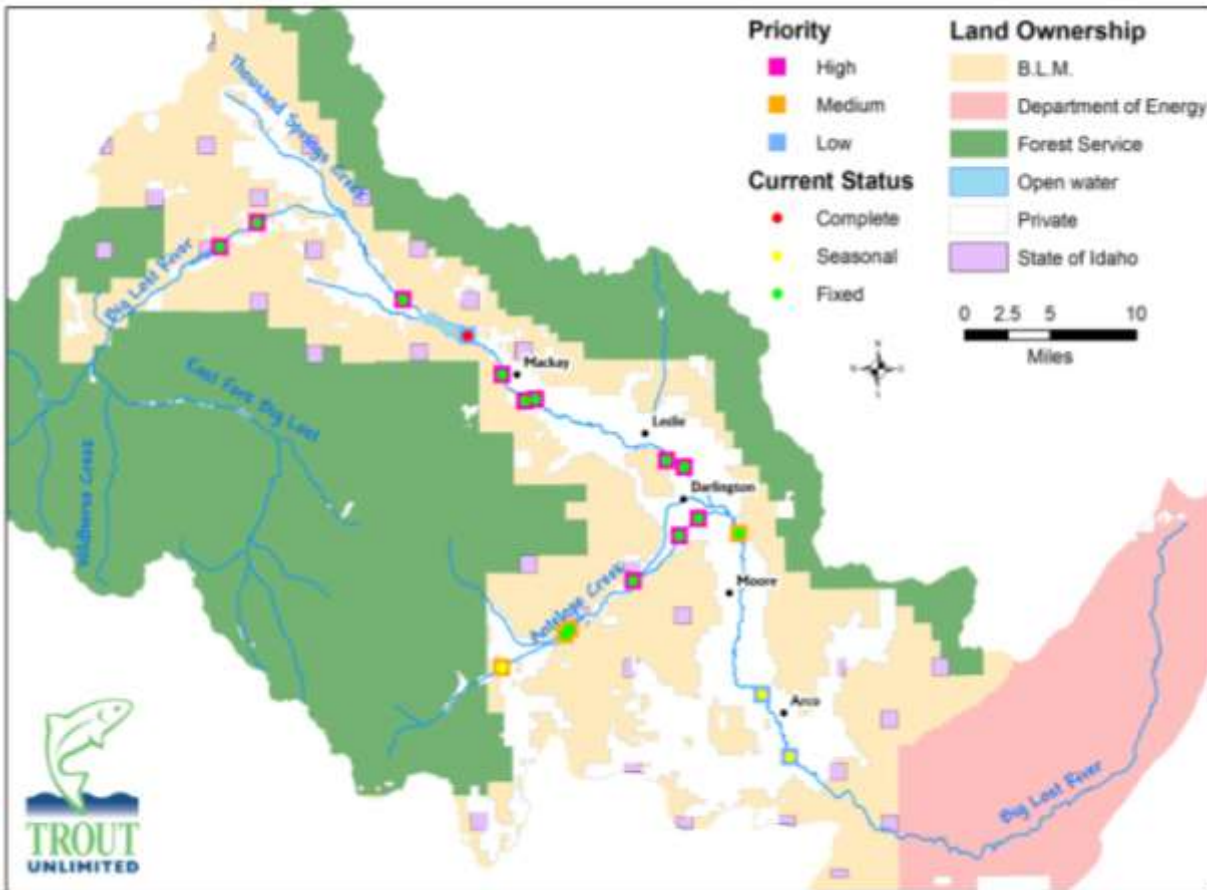 Priority
High
Medium
Low
Current Status
Complete
Seasonal
Fixed
Land Ownership
B.L.M.
Department of Energy
Forest Service
Open water
Private
State of Idaho
0 2.5 5 10
Miles
N
S
Thousand Springs Creek
Big Lost River
East Fork Big Lost
Wildhorse Creek
Mackay
Leslie
Darlington
Antelope Creek
Moore
Arco
Big Lost River
TROUT
UNLIMITED